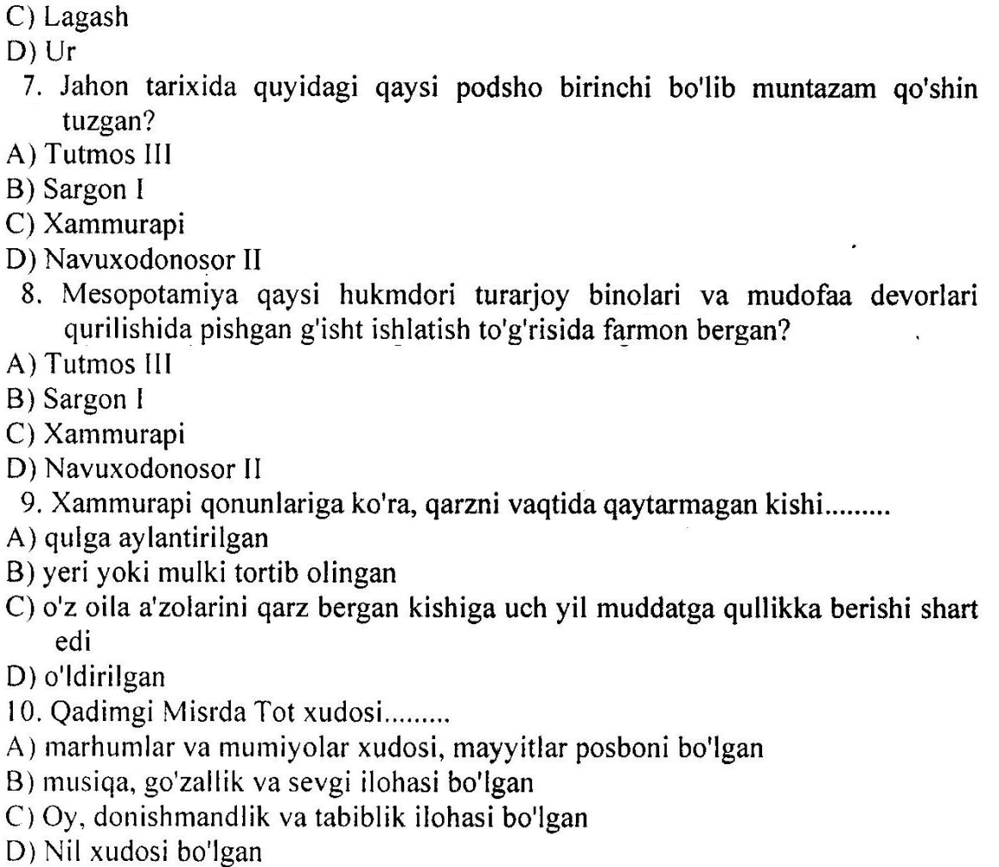 C) Lagash
D) Ur
7. Jahon tarixida quyidagi qaysi podsho birinchi bo'lib muntazam qo'shin
tuzgan?
A) Tutmos III
B) Sargon I
C) Xammurapi
D) Navuxodonosor II
8. Mesopotamiya qaysi hukmdori turarjoy binolari va mudofaa devorlari
qurilishida pishgan g'isht ishlatish to'g'risida farmon bergan?
A) Tutmos III
B) Sargon I
C) Xammurapi
D) Navuxodonosor II
9. Xammurapi qonunlariga ko'ra, qarzni vaqtida qaytarmagan kishi.........
A) qulga aylantirilgan
B) yeri yoki mulki tortib olingan
C) o'z oila a'zolarini qarz bergan kishiga uch yil muddatga qullikka berishi shart
edi
D) o'ldirilgan
10. Qadimgi Misrda Tot xudosi.........
A) marhumlar va mumiyolar xudosi, mayyitlar posboni bo'lgan
B) musiqa, go'zallik va sevgi ilohasi bo'lgan
C) Oy, donishmandlik va tabiblik ilohasi bo'lgan
D) Nil xudosi bo'lgan